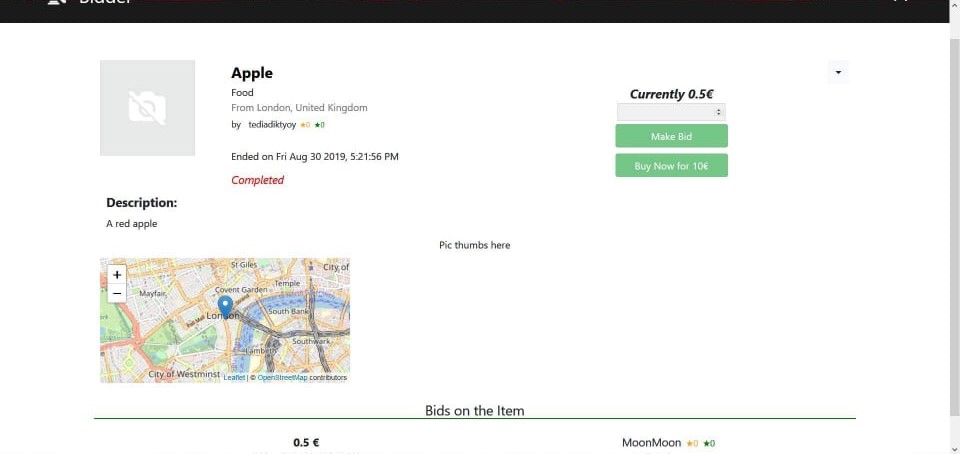 Bidder
Apple
Food
From London, United Kingdom
by tediadiktyoy ★0 ★0
Ended on Fri Aug 30 2019, 5:21:56 PM
Completed
Currently 0.5€
Make Bid
Buy Now for 10€
Description:
A red apple
Pic thumbs here
+
−
St Giles
City of
Mayfair
Covent Garden
Temple
London
South Bank
Pall Mall
Southwark
Lambeth
City of Westminst
Leaflet | © OpenStreetMap contributors
Bids on the Item
0.5 €
MoonMoon ★0 ★0